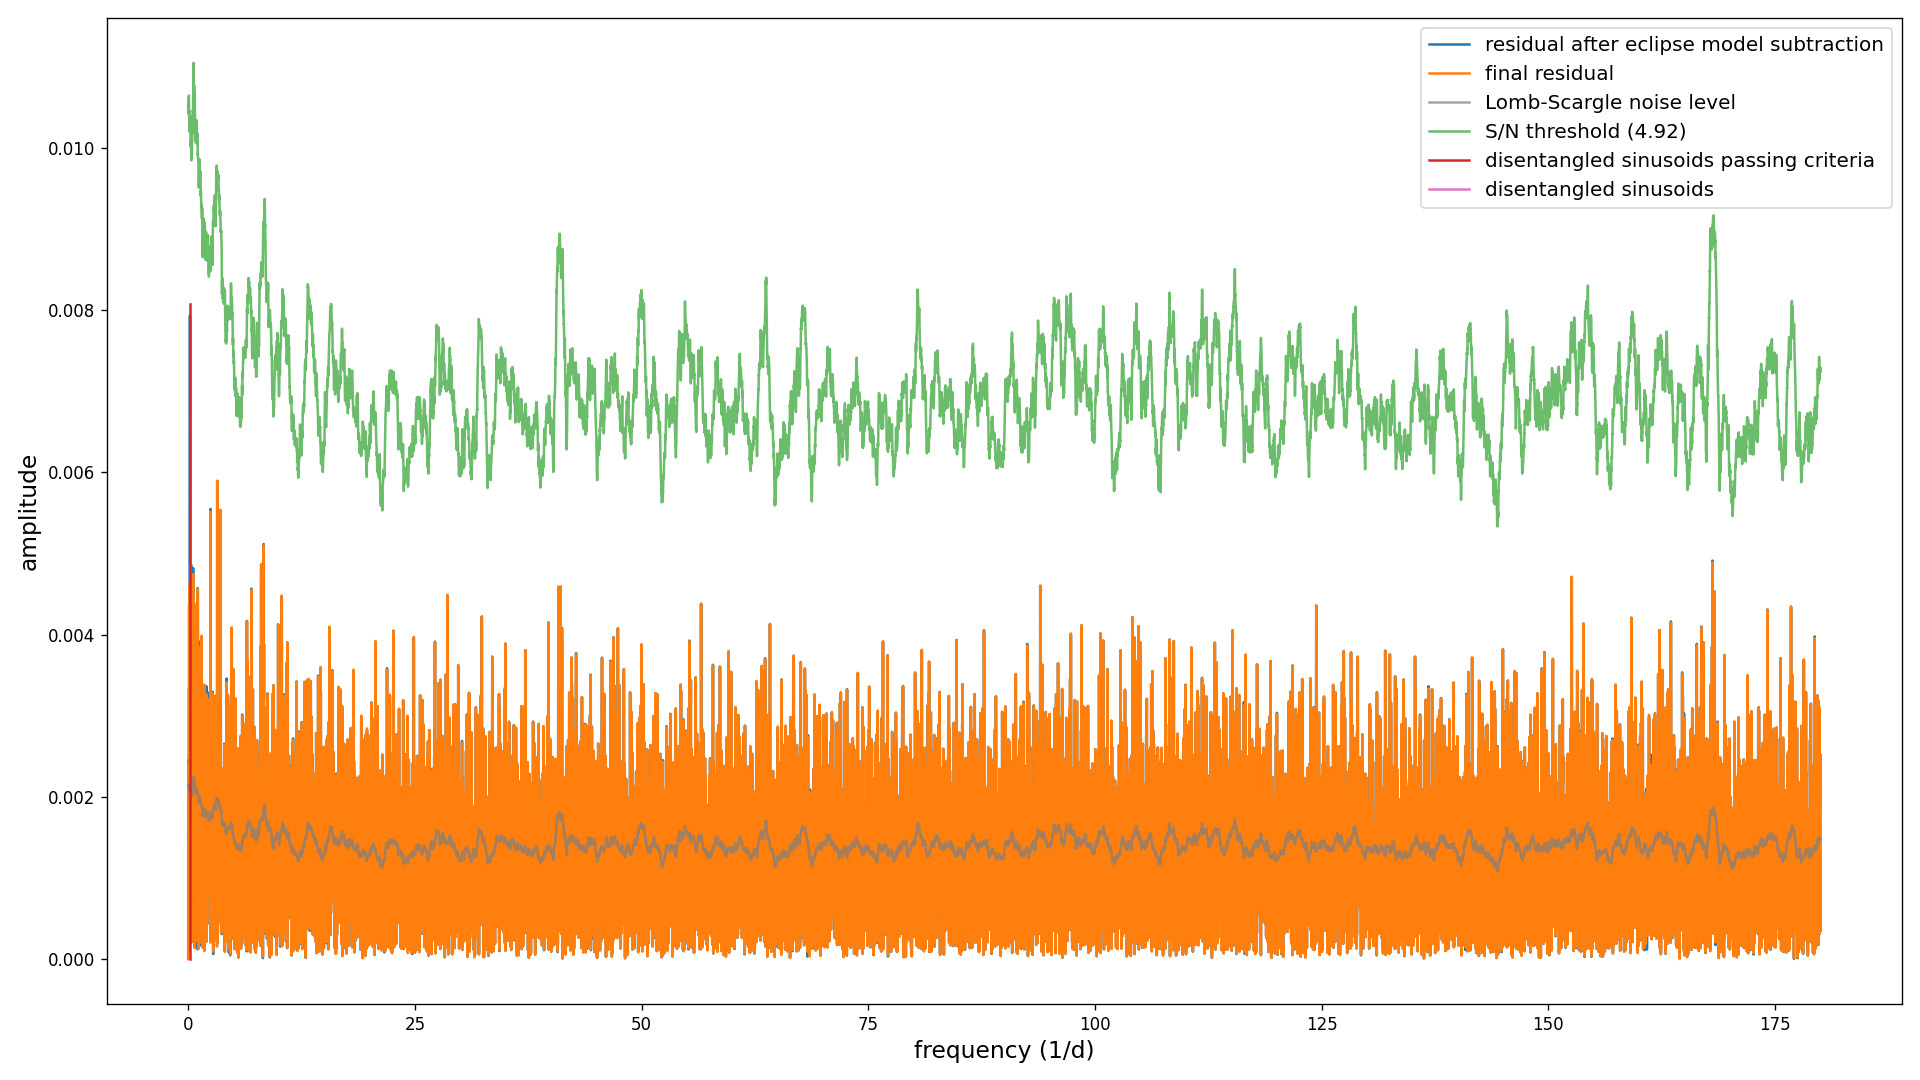 residual after eclipse model subtraction
final residual
Lomb-Scargle noise level
S/N threshold (4.92)
disentangled sinusoids passing criteria
disentangled sinusoids
amplitude
0.010
0.008
0.006
0.004
0.002
0.000
0
25
50
75
100
125
150
175
frequency (1/d)